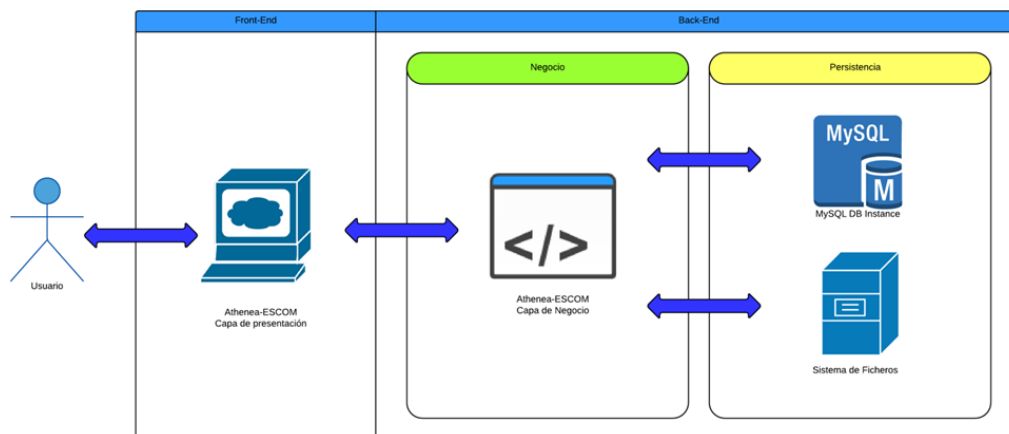 Front-End
Back-End
Negocio
Persistencia
MySQL
M
MySQL DB Instance
</>
Usuario
Athenea-ESCOM
Capa de presentación
Athenea-ESCOM
Capa de Negocio
Sistema de Ficheros